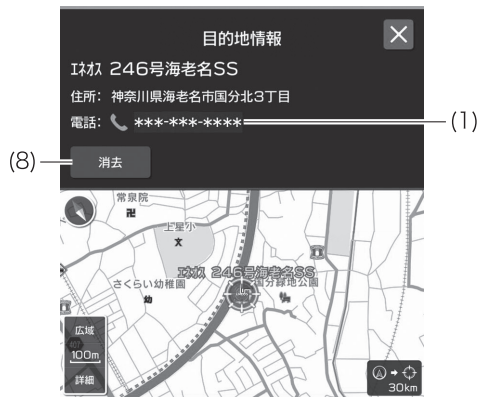 目的地情報
ｴﾈｵｽ 246号海老名SS
住所: 神奈川県海老名市国分北3丁目
電話: ***-***-****
(1)
(8)
消去
常泉院
上星小
文
ｴﾈｵｽ 246号海老名SS
さくらい幼稚園
国分緑地公園
幼
広域
100m
詳細
30km